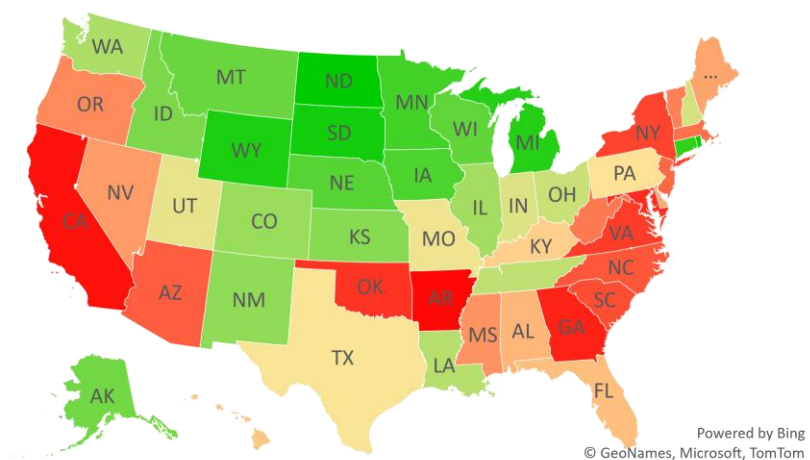 WA
MT
ND
MN
...
OR
ID
WY
SD
WI
MI
NY
NV
UT
CO
NE
IA
IL
IN
OH
PA
CA
KS
MO
KY
VA
AZ
NM
OK
AR
NC
SC
TX
LA
MS
AL
GA
AK
FL
Powered by Bing
© GeoNames, Microsoft, TomTom